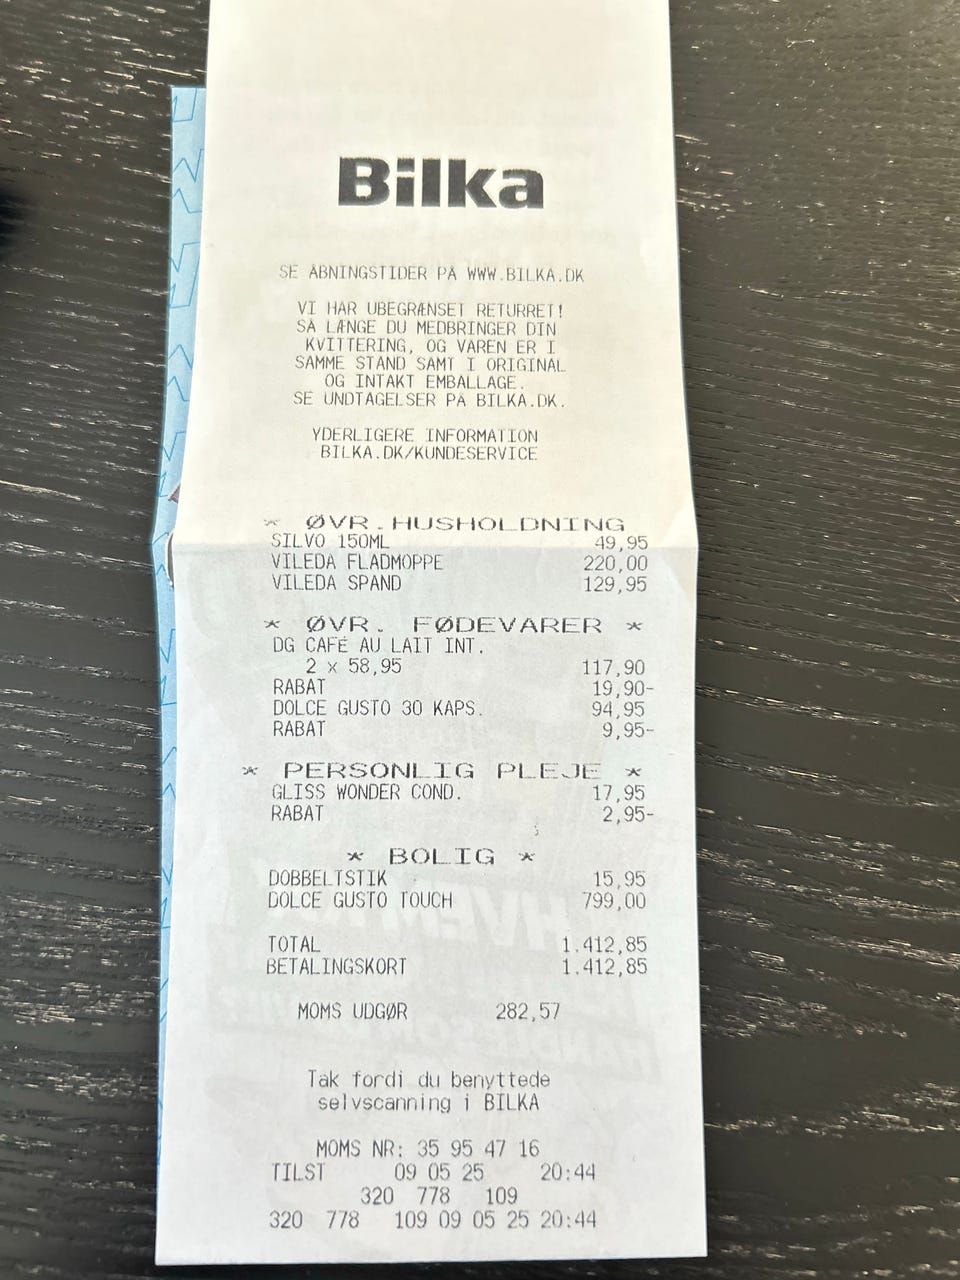 Bilka
SE ÅBNINGSTIDER PÅ WWW.BILKA.DK
VI HAR UBEGRÆNSET RETURRET!
SÅ LÆNGE DU MEDBRINGER DIN
KVITTERING, OG VAREN ER I
SAMME STAND SAMT I ORIGINAL
OG INTAKT EMBALLAGE.
SE UNDTAGELSER PÅ BILKA.DK.
YDERLIGERE INFORMATION
BILKA.DK/KUNDESERVICE
* ØVR.HUSHOLDNING
SILVO 150ML 49,95
VILEDA FLADMOPPE 220,00
VILEDA SPAND 129,95
* ØVR. FØDEVARER *
DG CAFÉ AU LAIT INT.
2 x 58,95 117,90
RABAT 19,90-
DOLCE GUSTO 30 KAPS. 94,95
RABAT 9,95-
* PERSONLIG PLEJE *
GLISS WONDER COND. 17,95
RABAT 2,95-
* BOLIG *
DOBBELTSTIK 15,95
DOLCE GUSTO TOUCH 799,00
TOTAL 1.412,85
BETALINGSKORT 1.412,85
MOMS UDGØR 282,57
Tak fordi du benyttede
selvscanning i BILKA
MOMS NR: 35 95 47 16
TILST 09 05 25 20:44
320 778 109
320 778 109 09 05 25 20:44